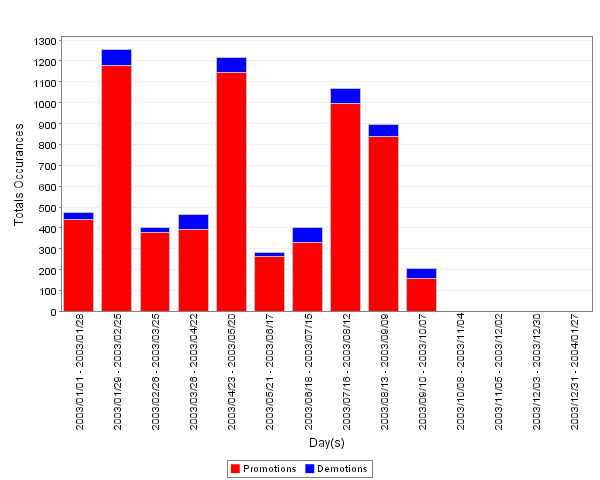 Totals Occurances
1300
1200
1100
1000
900
800
700
600
500
400
300
200
100
0
2003/01/01 - 2003/01/28
2003/01/29 - 2003/02/25
2003/02/26 - 2003/03/25
2003/03/26 - 2003/04/22
2003/04/23 - 2003/05/20
2003/05/21 - 2003/06/17
2003/06/18 - 2003/07/15
2003/07/16 - 2003/08/12
2003/08/13 - 2003/09/09
2003/09/10 - 2003/10/07
2003/10/08 - 2003/11/04
2003/11/05 - 2003/12/02
2003/12/03 - 2003/12/30
2003/12/31 - 2004/01/27
Day(s)
Promotions Demotions